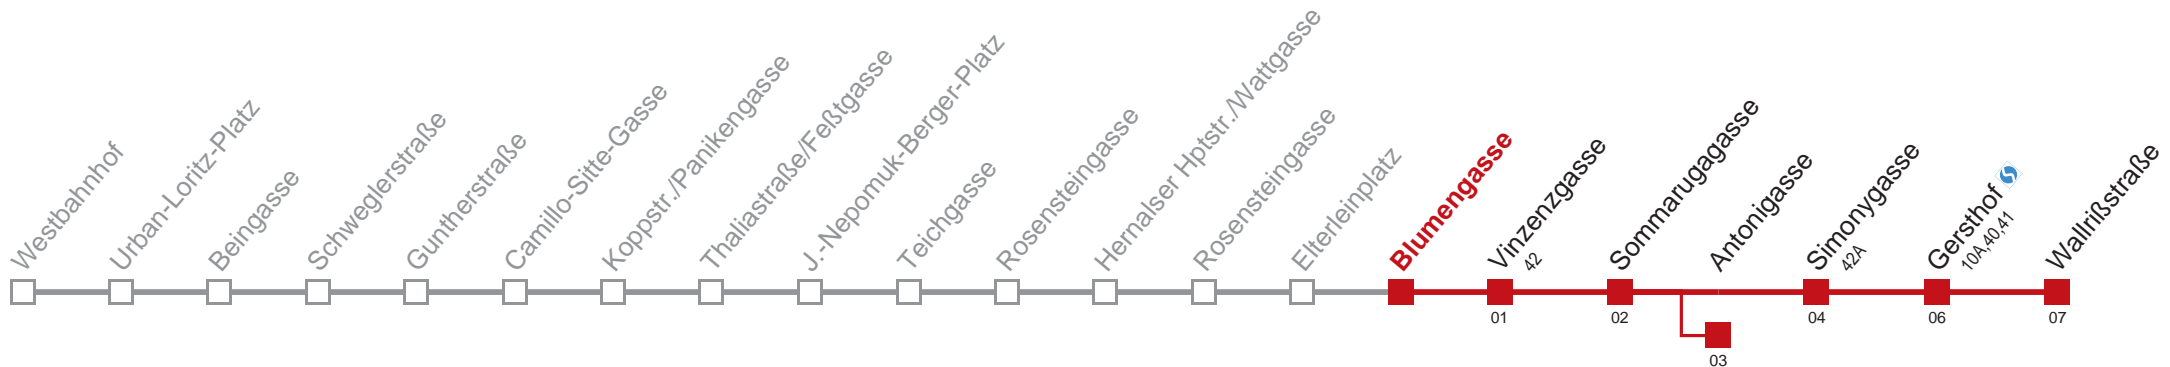 Westbahnhof
Urban-Loritz-Platz
Beingasse
Schweglerstraße
Guntherstraße
Camillo-Sitte-Gasse
Koppstr./Panikengasse
Thaliastraße/Feßtgasse
J.-Nepomuk-Berger-Platz
Teichgasse
Rosensteingasse
Hernalser Hptstr./Wattgasse
Rosensteingasse
Elterleinplatz
Blumengasse
Vinzenzgasse
42
Sommarugagasse
Antonigasse
Simonygasse
42A
Gersthof
10A,40,41
Wallrißstraße
01
02
03
04
06
07